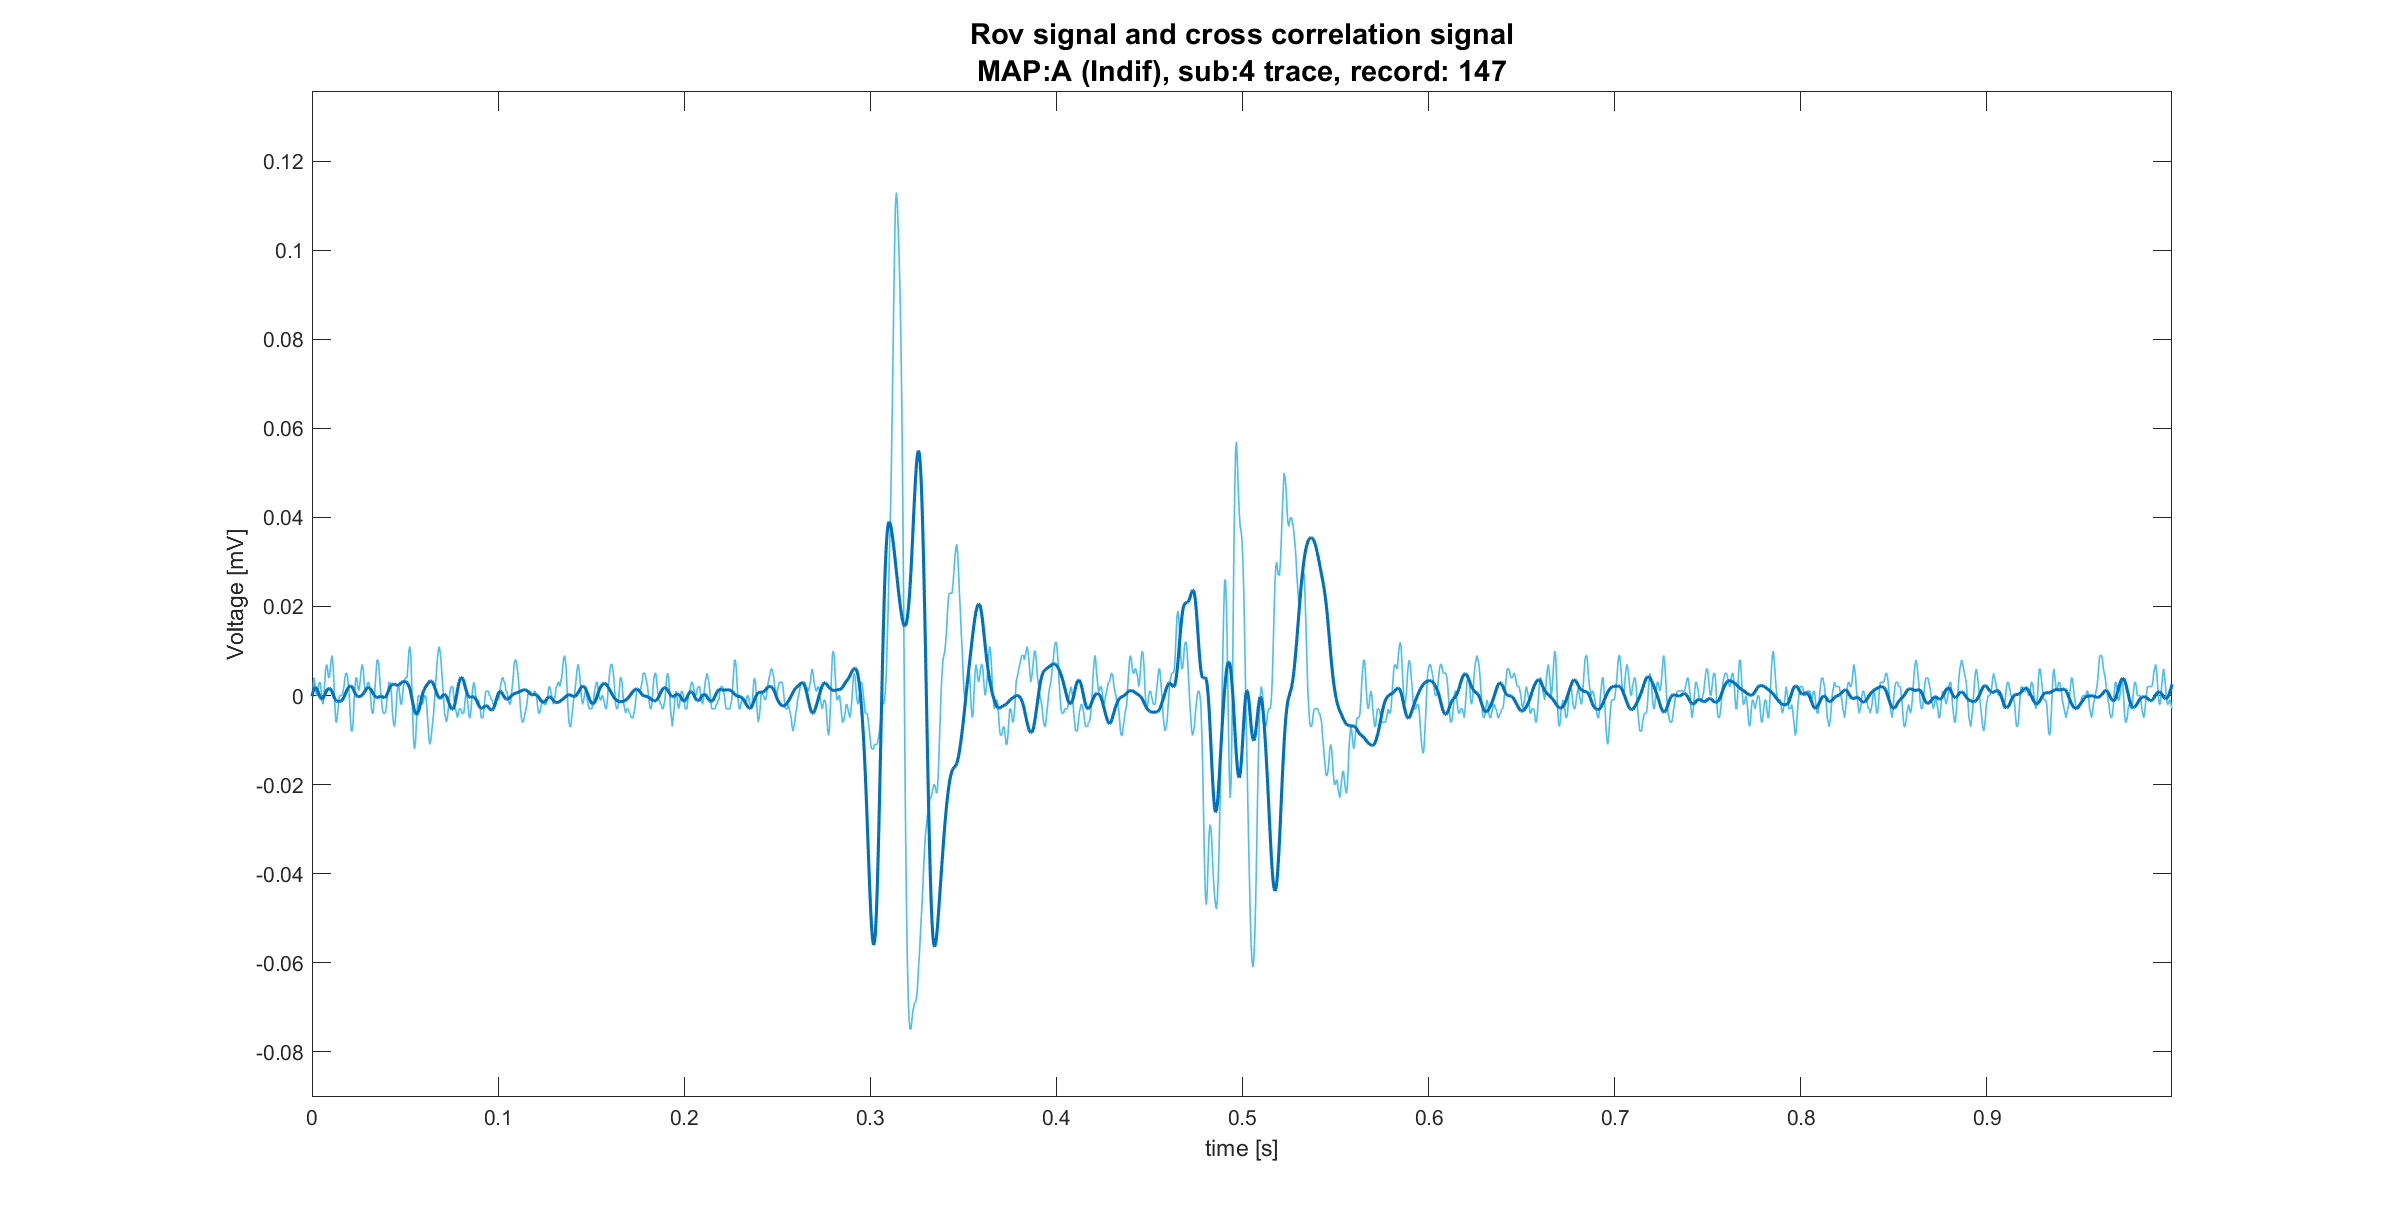 Rov signal and cross correlation signal
MAP:A (Indif), sub:4 trace, record: 147
0.12
0.1
0.08
0.06
0.04
0.02
0
-0.02
-0.04
-0.06
-0.08
Voltage [mV]
0 0.1 0.2 0.3 0.4 0.5 0.6 0.7 0.8 0.9
time [s]